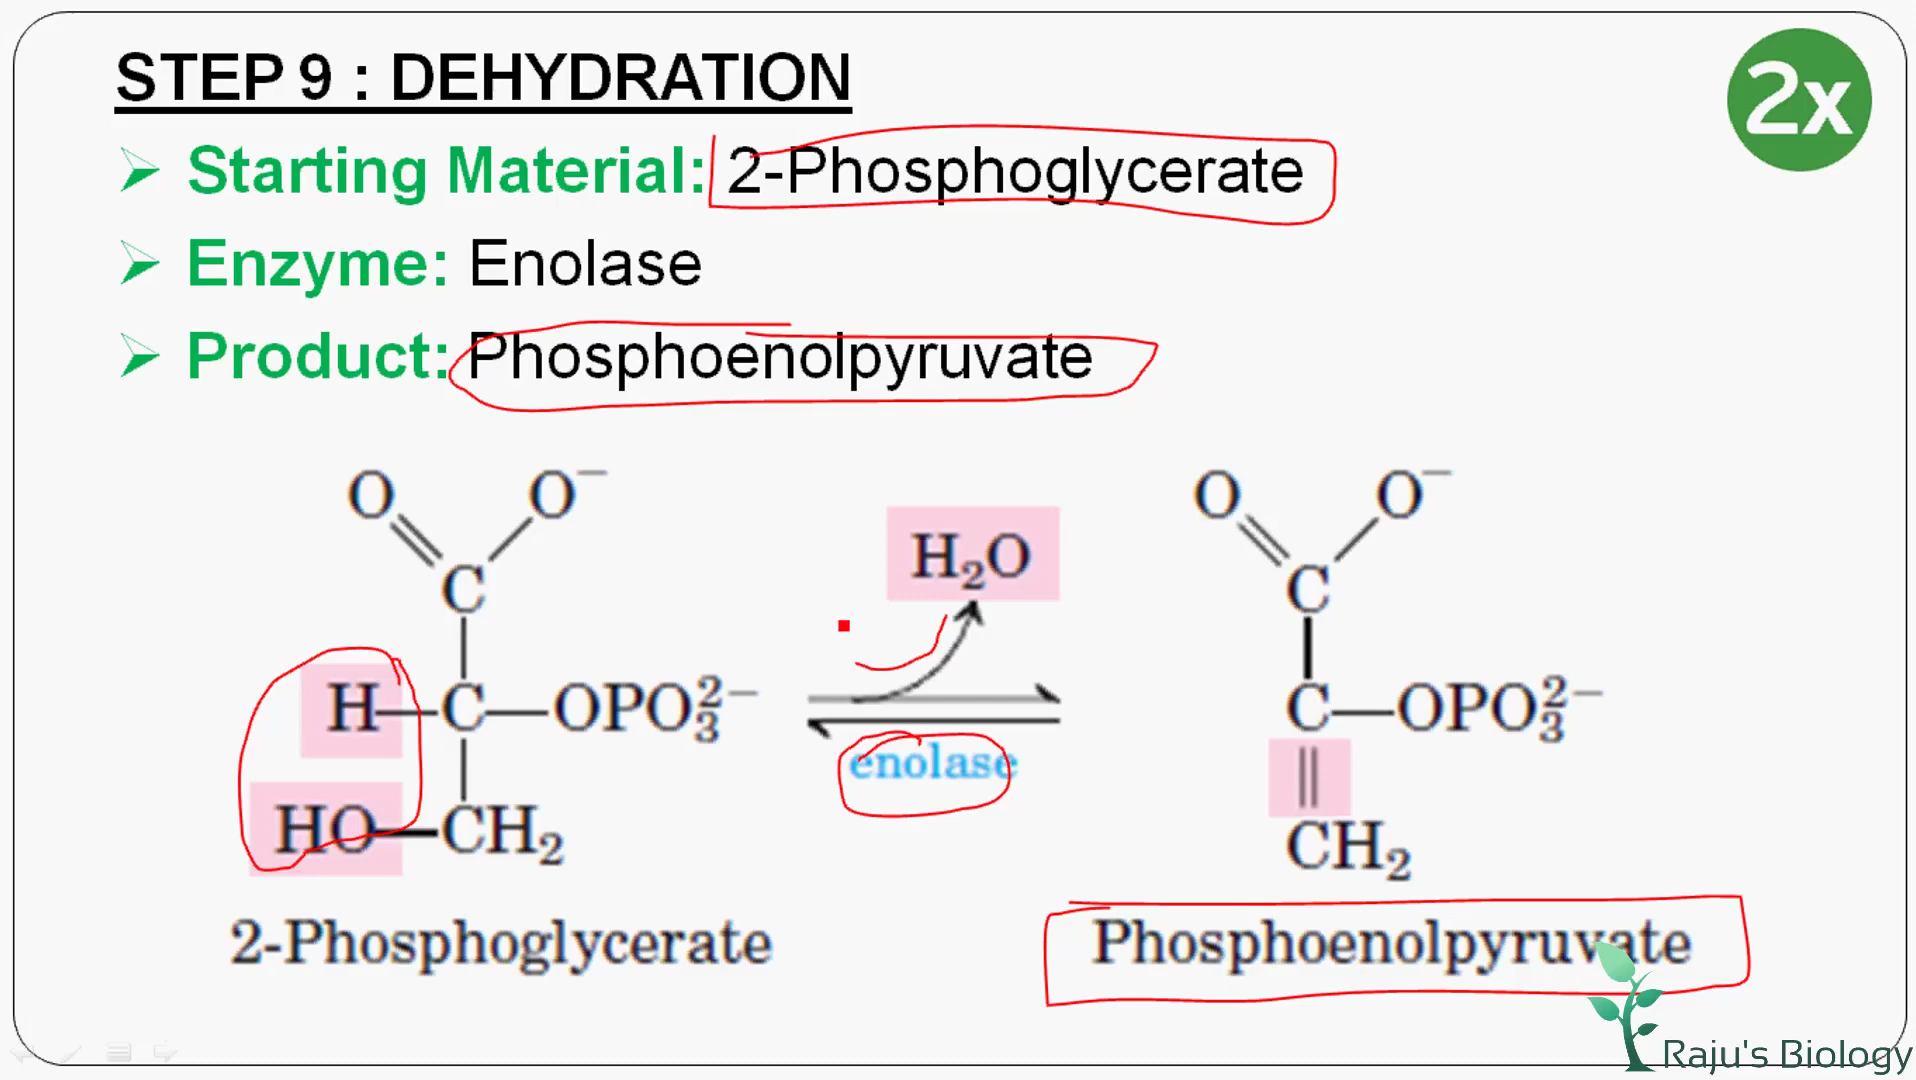 STEP 9 : DEHYDRATION
2x
Starting Material: 2-Phosphoglycerate
Enzyme: Enolase
Product: Phosphoenolpyruvate
O O⁻ O O⁻
H₂O
C C
H—C—OPO₃²⁻ C—OPO₃²⁻
enolase
HO—CH₂ CH₂
2-Phosphoglycerate Phosphoenolpyruvate
Raju's Biology